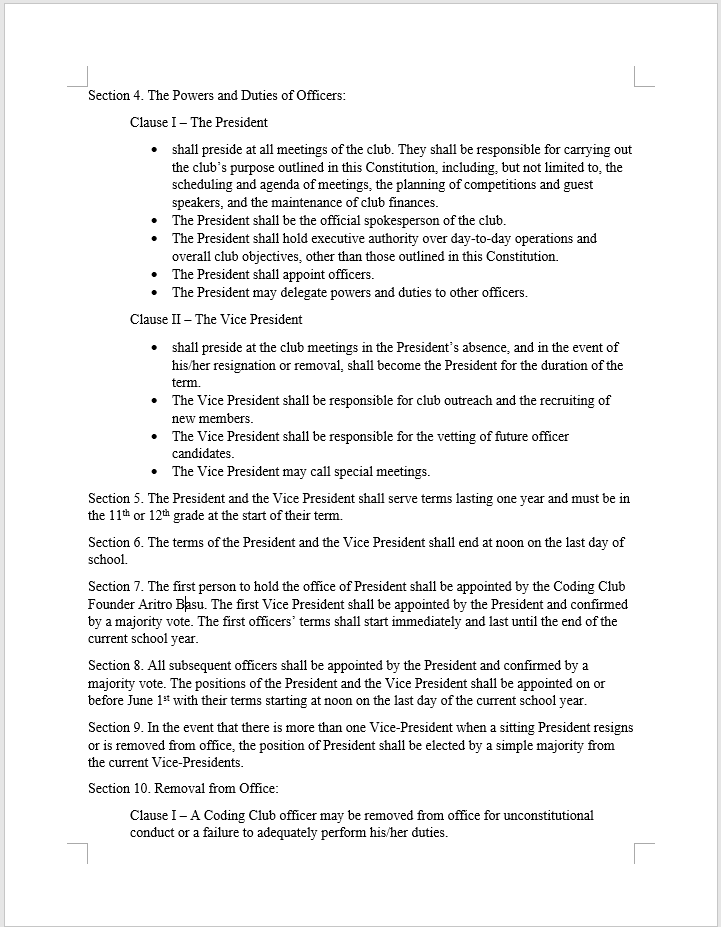 Section 4. The Powers and Duties of Officers:
Clause I – The President
• shall preside at all meetings of the club. They shall be responsible for carrying out
the club’s purpose outlined in this Constitution, including, but not limited to, the
scheduling and agenda of meetings, the planning of competitions and guest
speakers, and the maintenance of club finances.
• The President shall be the official spokesperson of the club.
• The President shall hold executive authority over day-to-day operations and
overall club objectives, other than those outlined in this Constitution.
• The President shall appoint officers.
• The President may delegate powers and duties to other officers.
Clause II – The Vice President
• shall preside at the club meetings in the President’s absence, and in the event of
his/her resignation or removal, shall become the President for the duration of the
term.
• The Vice President shall be responsible for club outreach and the recruiting of
new members.
• The Vice President shall be responsible for the vetting of future officer
candidates.
• The Vice President may call special meetings.
Section 5. The President and the Vice President shall serve terms lasting one year and must be in
the 11th or 12th grade at the start of their term.
Section 6. The terms of the President and the Vice President shall end at noon on the last day of
school.
Section 7. The first person to hold the office of President shall be appointed by the Coding Club
Founder Aritro Basu. The first Vice President shall be appointed by the President and confirmed
by a majority vote. The first officers’ terms shall start immediately and last until the end of the
current school year.
Section 8. All subsequent officers shall be appointed by the President and confirmed by a
majority vote. The positions of the President and the Vice President shall be appointed on or
before June 1st with their terms starting at noon on the last day of the current school year.
Section 9. In the event that there is more than one Vice-President when a sitting President resigns
or is removed from office, the position of President shall be elected by a simple majority from
the current Vice-Presidents.
Section 10. Removal from Office:
Clause I – A Coding Club officer may be removed from office for unconstitutional
conduct or a failure to adequately perform his/her duties.